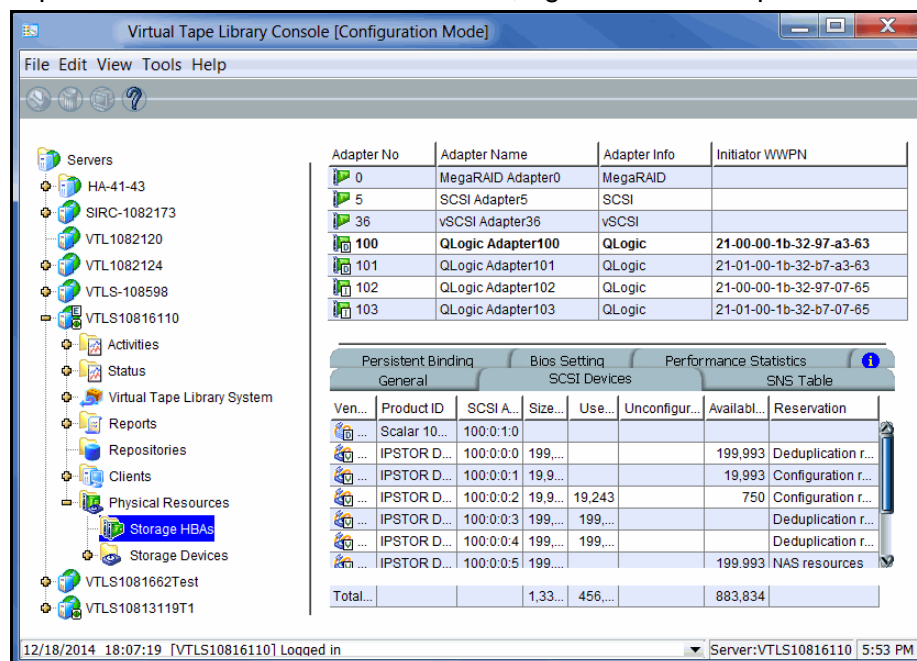 Virtual Tape Library Console [Configuration Mode]
File Edit View Tools Help
Servers
HA-41-43
SIRC-1082173
VTL1082120
VTL1082124
VTLS-108598
VTLS10816110
Activities
Status
Virtual Tape Library System
Reports
Repositories
Clients
Physical Resources
Storage HBAs
Storage Devices
VTLS1081662Test
VTLS10813119T1
Adapter No Adapter Name Adapter Info Initiator WWPN
0 MegaRAID Adapter0 MegaRAID
5 SCSI Adapter5 SCSI
36 vSCSI Adapter36 vSCSI
100 QLogic Adapter100 QLogic 21-00-00-1b-32-97-a3-63
101 QLogic Adapter101 QLogic 21-01-00-1b-32-b7-a3-63
102 QLogic Adapter102 QLogic 21-00-00-1b-32-97-07-65
103 QLogic Adapter103 QLogic 21-01-00-1b-32-b7-07-65
Persistent Binding Bios Setting Performance Statistics
General SCSI Devices SNS Table
Ven... Product ID SCSI A... Size... Use... Unconfigur... Availabl... Reservation
... Scalar 10... 100:0:1:0
... IPSTOR D... 100:0:0:0 199,... 199,993 Deduplication r...
... IPSTOR D... 100:0:0:1 19,9... 19,993 Configuration r...
... IPSTOR D... 100:0:0:2 19,9... 19,243 750 Configuration r...
... IPSTOR D... 100:0:0:3 199,... 199,... Deduplication r...
... IPSTOR D... 100:0:0:4 199,... 199,... Deduplication r...
... IPSTOR D... 100:0:0:5 199,... 199,993 NAS resources
Total... 1,33... 456,... 883,834
12/18/2014 18:07:19 [VTLS10816110] Logged in Server:VTLS10816110 5:53 PM